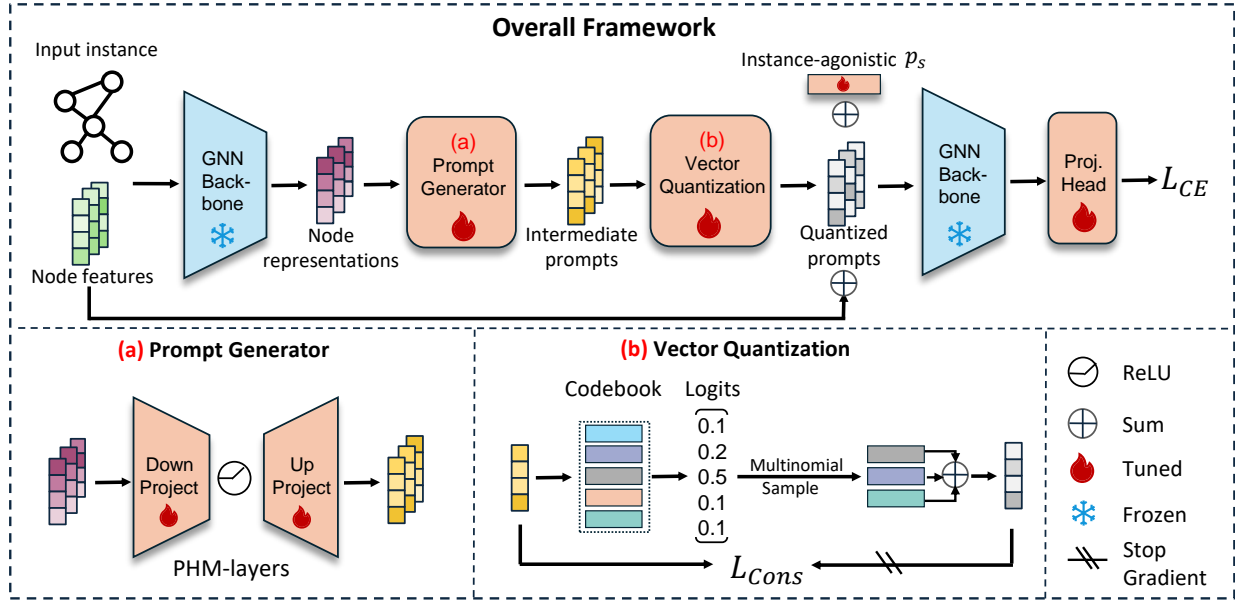 Overall Framework
Input instance
Node features
GNN
Back-
bone
Node
representations
(a)
Prompt
Generator
Intermediate
prompts
(b)
Vector
Quantization
Instance-agonistic p_s
Quantized
prompts
GNN
Back-
bone
Proj.
Head
L_CE
(a) Prompt Generator
Down
Project
Up
Project
PHM-layers
(b) Vector Quantization
Codebook
Logits
0.1
0.2
0.5
0.1
0.1
Multinomial
Sample
L_Cons
ReLU
Sum
Tuned
Frozen
Stop
Gradient